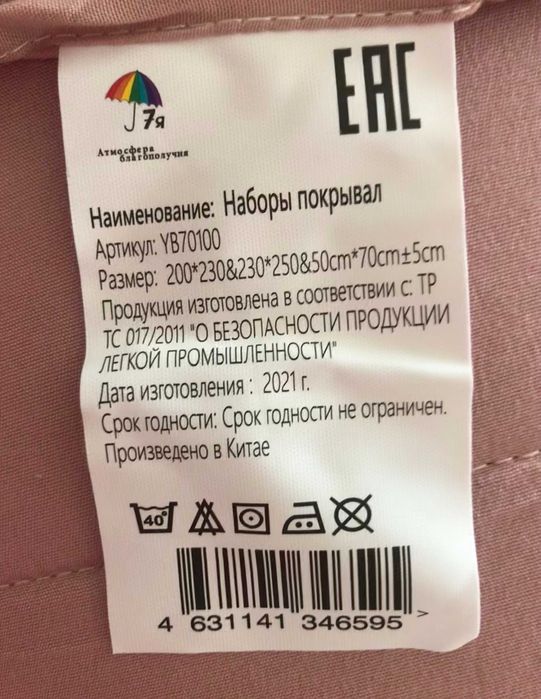 7я
Атмосфера
благополучия
EAC
Наименование: Наборы покрывал
Артикул: YB70100
Размер: 200*230&230*250&50cm*70cm±5cm
Продукция изготовлена в соответствии с: ТР
ТС 017/2011 "О БЕЗОПАСНОСТИ ПРОДУКЦИИ
ЛЕГКОЙ ПРОМЫШЛЕННОСТИ"
Дата изготовления : 2021 г.
Срок годности: Срок годности не ограничен.
Произведено в Китае
40°
4 631141 346595 >